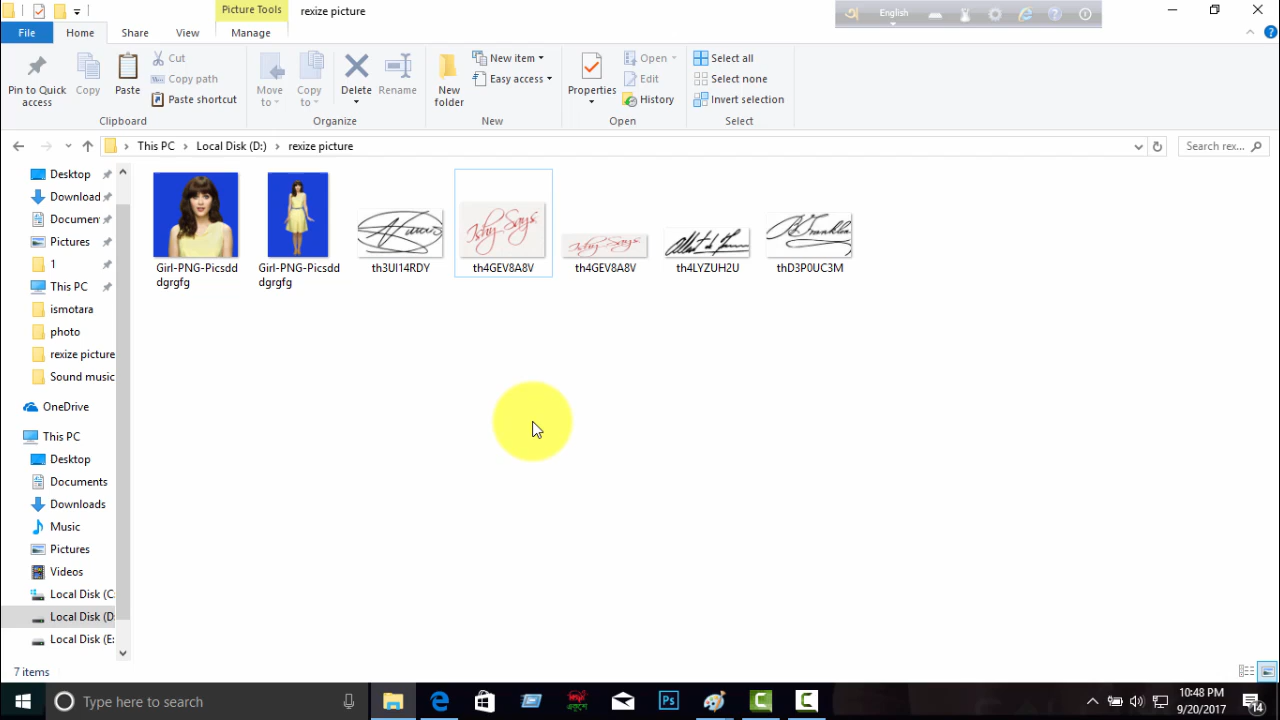 Picture Tools
rexize picture
English
File
Home
Share
View
Manage
Pin to Quick access
Copy
Paste
Cut
Copy path
Paste shortcut
Clipboard
Move to
Copy to
Delete
Rename
Organize
New folder
New item
Easy access
New
Properties
Open
Edit
History
Open
Select all
Select none
Invert selection
Select
This PC
Local Disk (D:)
rexize picture
Search rex...
Desktop
Download
Documen
Pictures
1
This PC
ismotara
photo
rexize picture
Sound music
OneDrive
This PC
Desktop
Documents
Downloads
Music
Pictures
Videos
Local Disk (C
Local Disk (D
Local Disk (E:
Girl-PNG-Picsdd
dgrgfg
Girl-PNG-Picsdd
dgrgfg
th3UI14RDY
th4GEV8A8V
th4GEV8A8V
th4LYZUH2U
thD3P0UC3M
7 items
Type here to search
Ps
10:48 PM
9/20/2017
14